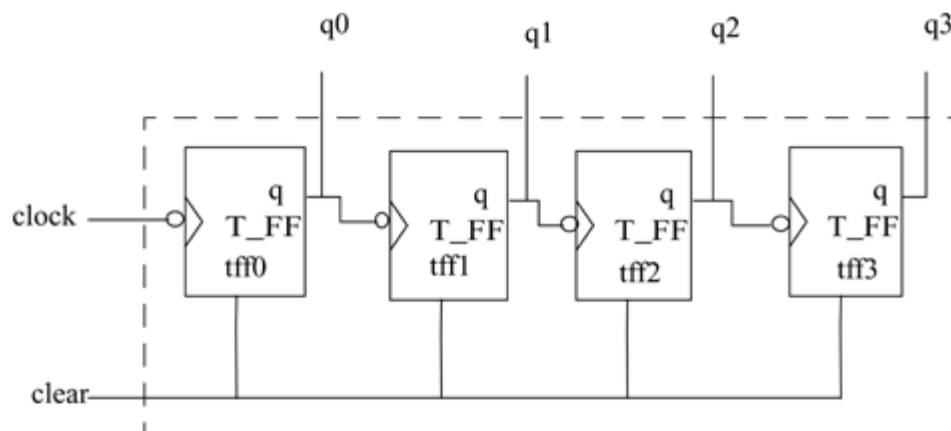 q0
q1
q2
q3
clock
q
T_FF
tff0
q
T_FF
tff1
q
T_FF
tff2
q
T_FF
tff3
clear